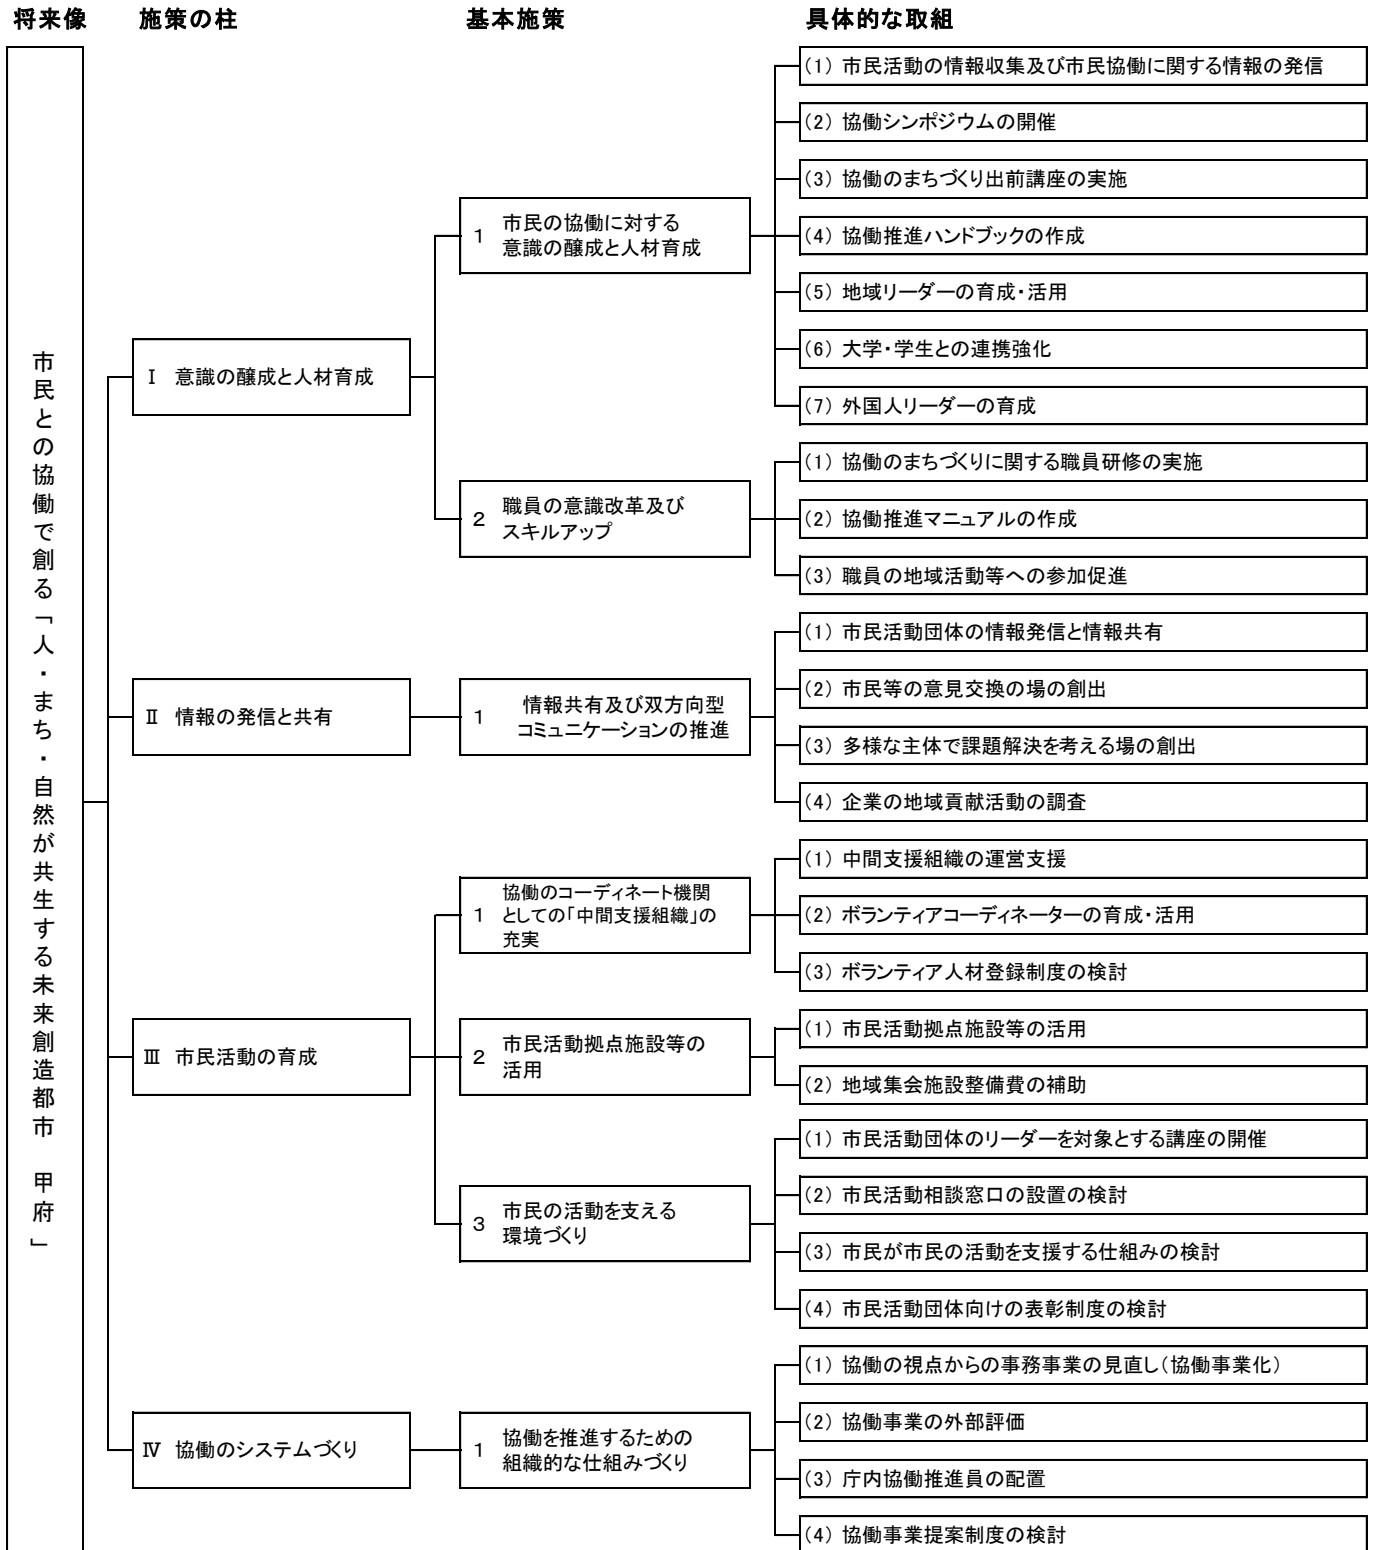 将来像 施策の柱 基本施策 具体的な取組
市民との協働で創る「人・まち・自然が共生する未来創造都市 甲府」
Ⅰ 意識の醸成と人材育成
1 市民の協働に対する
意識の醸成と人材育成
(1) 市民活動の情報収集及び市民協働に関する情報の発信
(2) 協働シンポジウムの開催
(3) 協働のまちづくり出前講座の実施
(4) 協働推進ハンドブックの作成
(5) 地域リーダーの育成・活用
(6) 大学・学生との連携強化
(7) 外国人リーダーの育成
2 職員の意識改革及び
スキルアップ
(1) 協働のまちづくりに関する職員研修の実施
(2) 協働推進マニュアルの作成
(3) 職員の地域活動等への参加促進
Ⅱ 情報の発信と共有
1 情報共有及び双方向型
コミュニケーションの推進
(1) 市民活動団体の情報発信と情報共有
(2) 市民等の意見交換の場の創出
(3) 多様な主体で課題解決を考える場の創出
(4) 企業の地域貢献活動の調査
Ⅲ 市民活動の育成
1 協働のコーディネート機関
としての「中間支援組織」の
充実
(1) 中間支援組織の運営支援
(2) ボランティアコーディネーターの育成・活用
(3) ボランティア人材登録制度の検討
2 市民活動拠点施設等の
活用
(1) 市民活動拠点施設等の活用
(2) 地域集会施設整備費の補助
3 市民の活動を支える
環境づくり
(1) 市民活動団体のリーダーを対象とする講座の開催
(2) 市民活動相談窓口の設置の検討
(3) 市民が市民の活動を支援する仕組みの検討
(4) 市民活動団体向けの表彰制度の検討
Ⅳ 協働のシステムづくり
1 協働を推進するための
組織的な仕組みづくり
(1) 協働の視点からの事務事業の見直し(協働事業化)
(2) 協働事業の外部評価
(3) 庁内協働推進員の配置
(4) 協働事業提案制度の検討